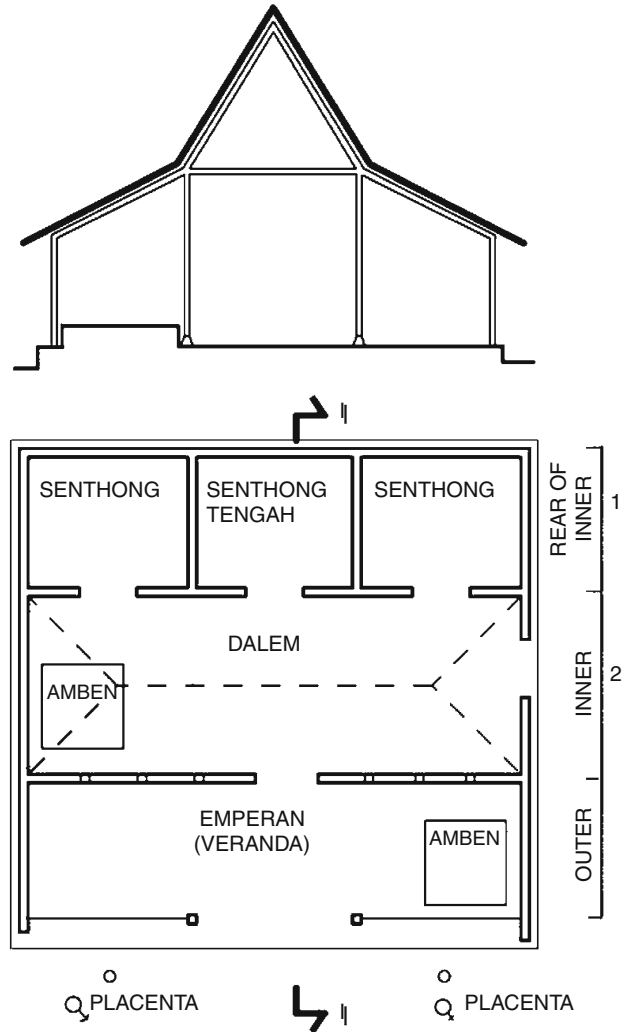 SENTHONG
SENTHONG
TENGAH
SENTHONG
REAR OF
INNER
1
DALEM
AMBEN
INNER
2
EMPERAN
(VERANDA)
AMBEN
OUTER
PLACENTA
PLACENTA